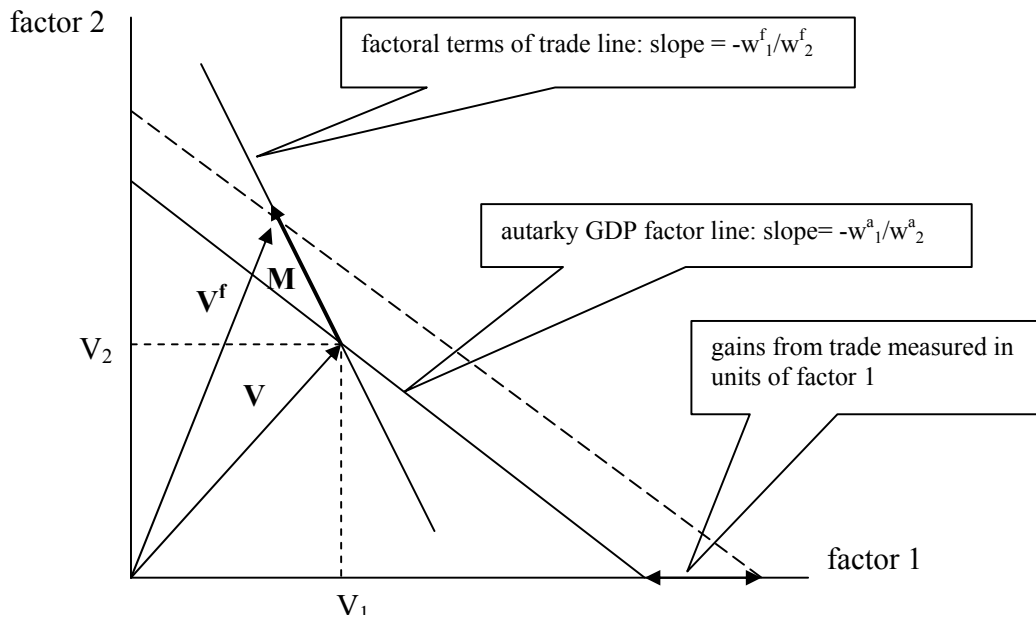 factor 2
factoral terms of trade line: slope = -w^f_1/w^f_2
autarky GDP factor line: slope= -w^a_1/w^a_2
V^f
M
V_2
gains from trade measured in
units of factor 1
V
factor 1
V_1